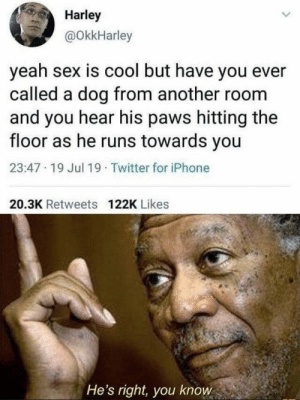 Harley
@OkkHarley
yeah sex is cool but have you ever
called a dog from another room
and you hear his paws hitting the
floor as he runs towards you
23:47 · 19 Jul 19 · Twitter for iPhone
20.3K Retweets 122K Likes
He's right, you know